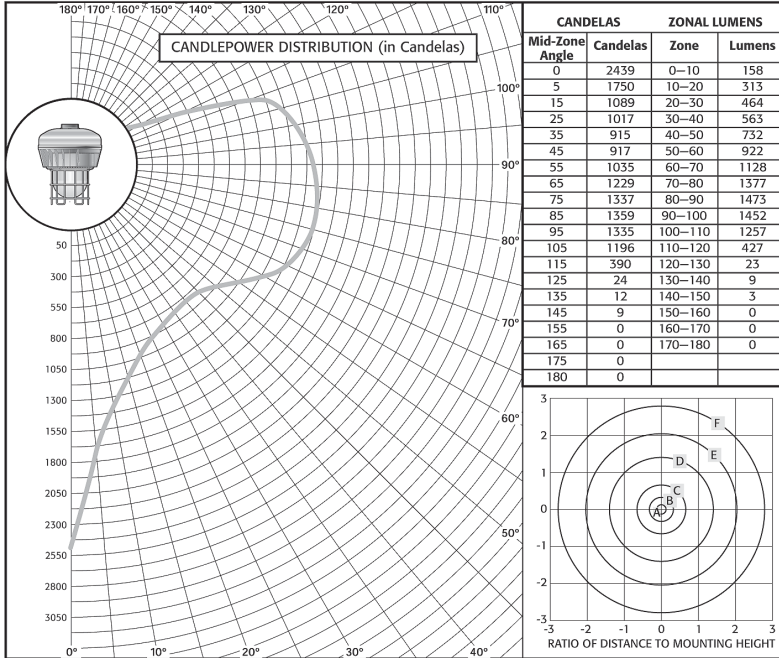 180° 170° 160° 150° 140° 130° 120° 110°
CANDLEPOWER DISTRIBUTION (in Candelas)
100°
90°
80°
70°
60°
50°
50
300
550
800
1050
1300
1550
1800
2050
2300
2550
2800
3050
0° 10° 20° 30° 40°
CANDELAS ZONAL LUMENS
Mid-Zone Angle Candelas Zone Lumens
0 2439 0–10 158
5 1750 10–20 313
15 1089 20–30 464
25 1017 30–40 563
35 915 40–50 732
45 917 50–60 922
55 1035 60–70 1128
65 1229 70–80 1377
75 1337 80–90 1473
85 1359 90–100 1452
95 1335 100–110 1257
105 1196 110–120 427
115 390 120–130 23
125 24 130–140 9
135 12 140–150 3
145 9 150–160 0
155 0 160–170 0
165 0 170–180 0
175 0
180 0
3
2
1
0
-1
-2
-3
F
E
D
C
B
A
-3 -2 -1 0 1 2 3
RATIO OF DISTANCE TO MOUNTING HEIGHT